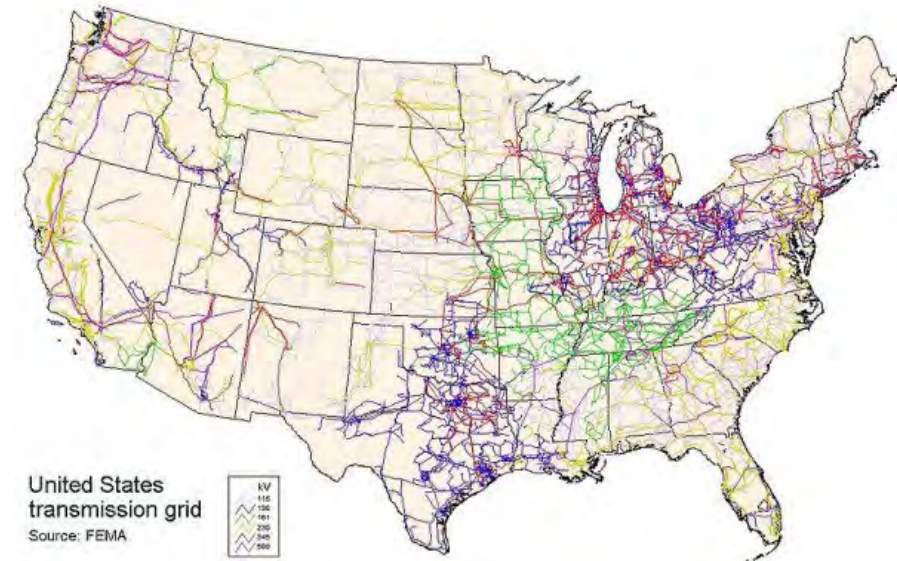 United States
transmission grid
Source: FEMA
kV
115
138
161
230
345
500